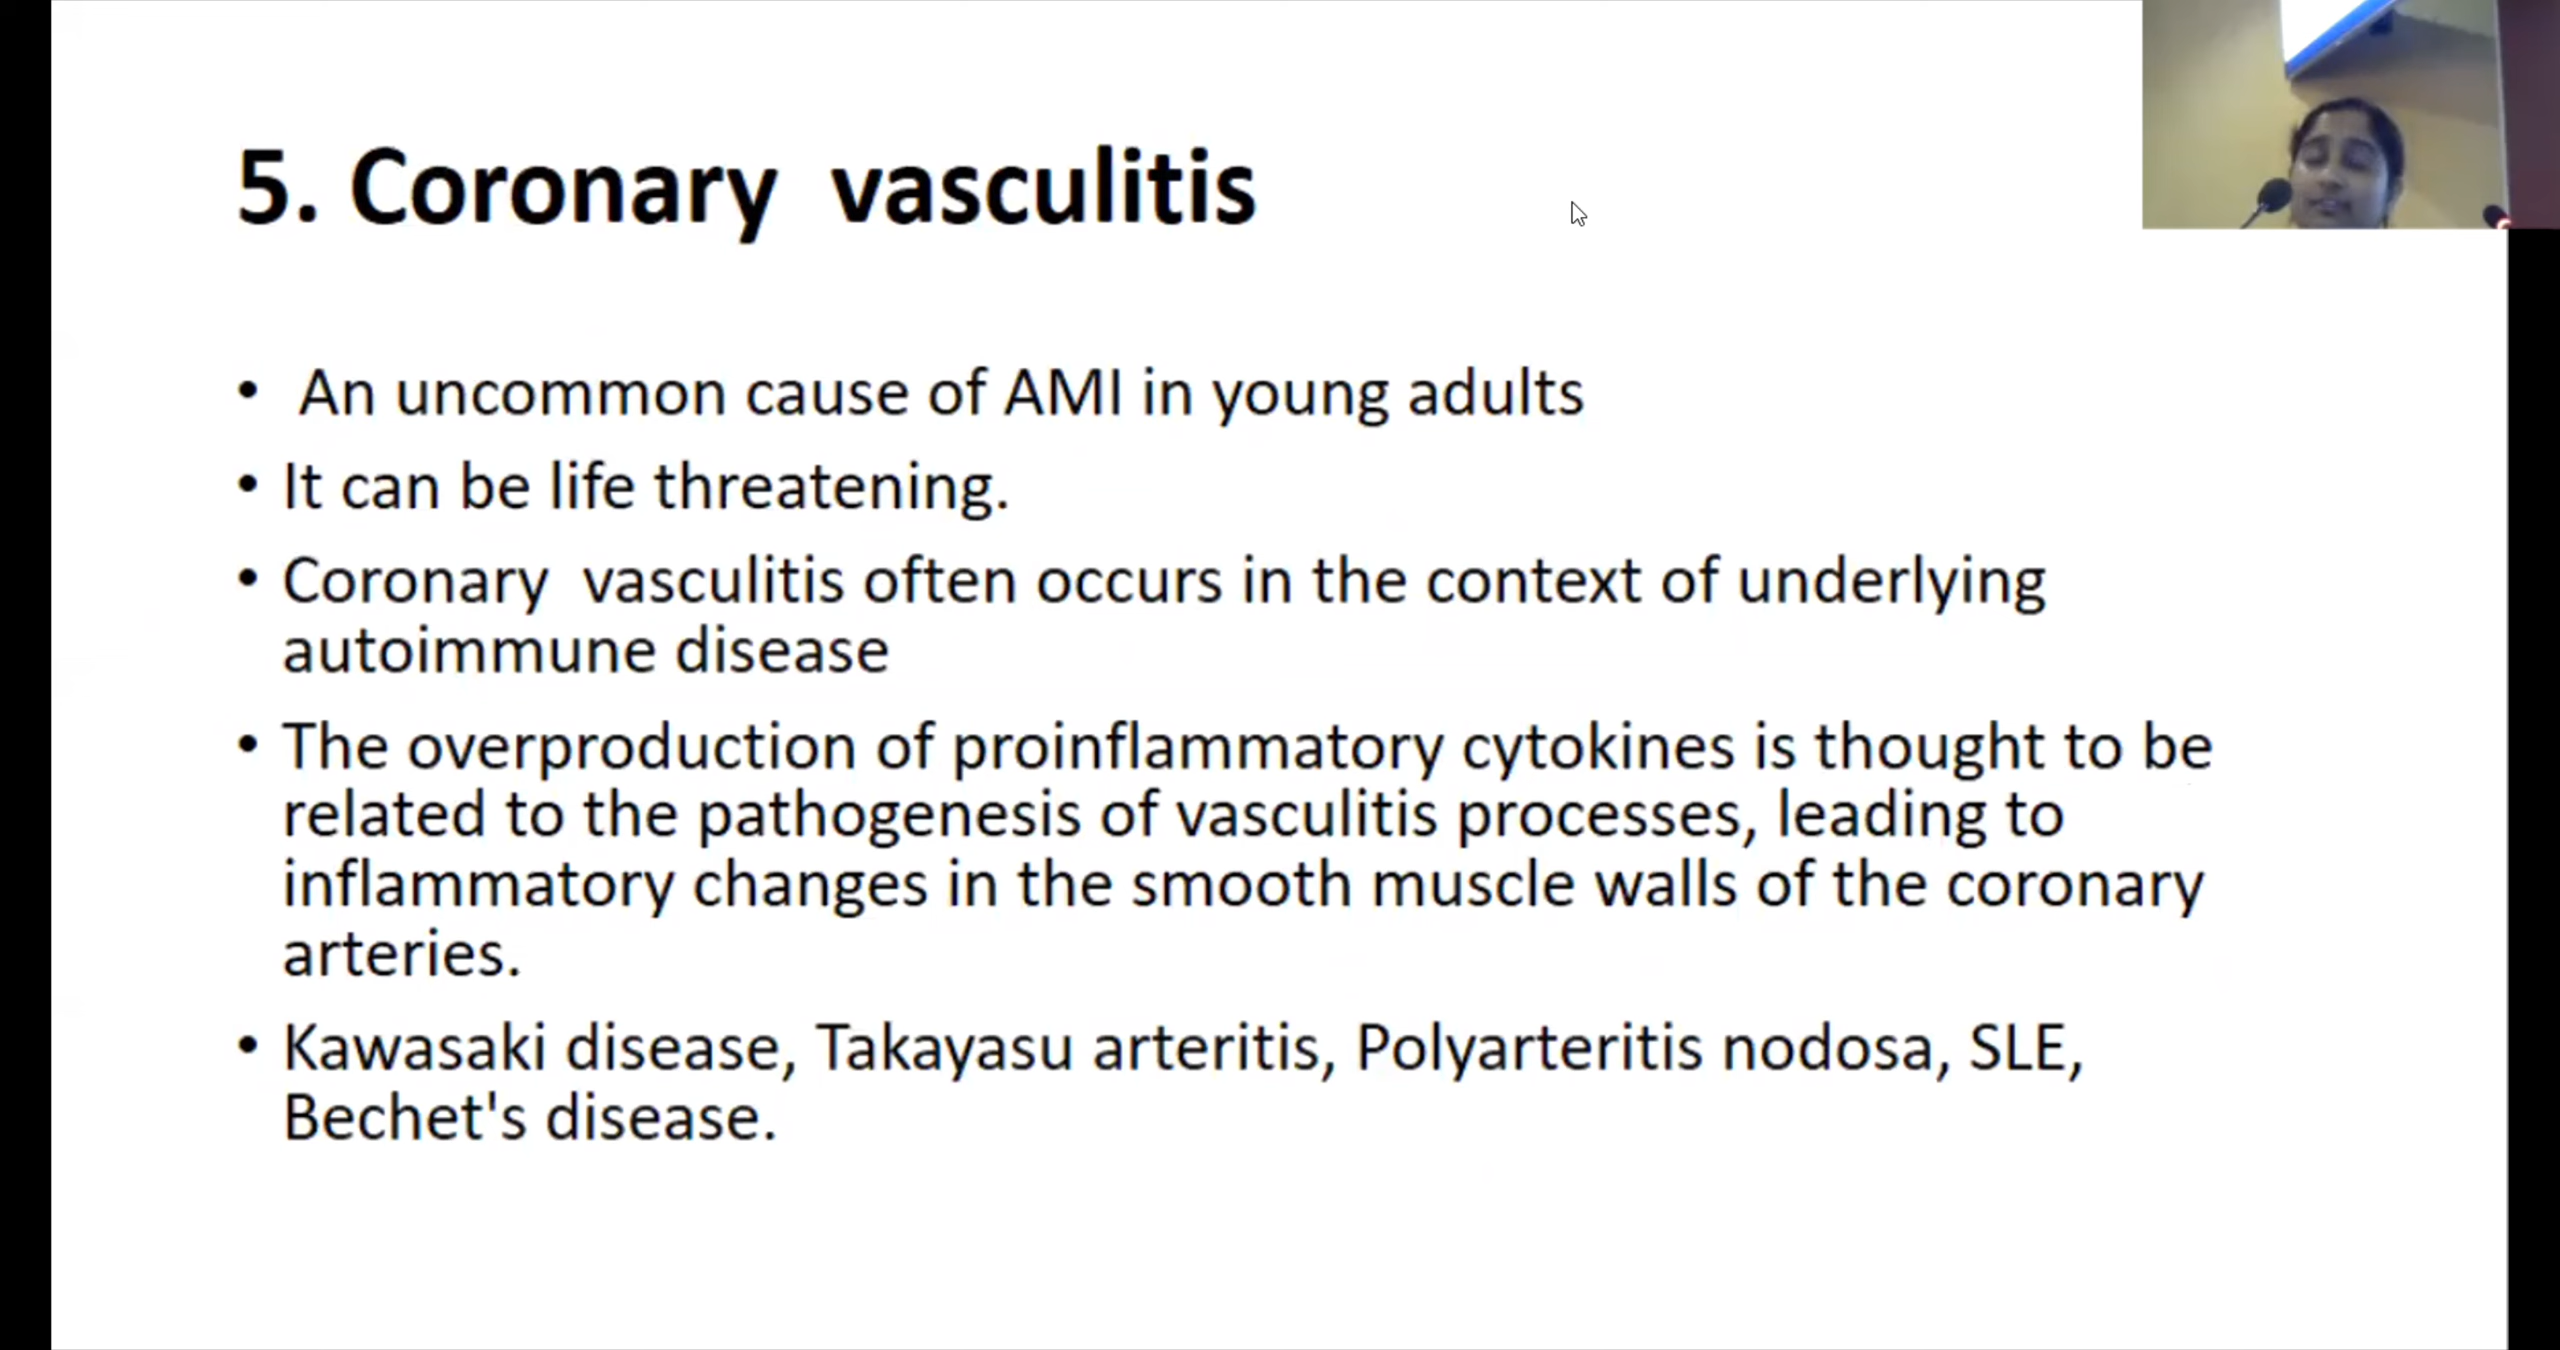 5. Coronary  vasculitis
•  An uncommon cause of AMI in young adults
• It can be life threatening.
• Coronary  vasculitis often occurs in the context of underlying
autoimmune disease
• The overproduction of proinflammatory cytokines is thought to be
related to the pathogenesis of vasculitis processes, leading to
inflammatory changes in the smooth muscle walls of the coronary
arteries.
• Kawasaki disease, Takayasu arteritis, Polyarteritis nodosa, SLE,
Bechet's disease.